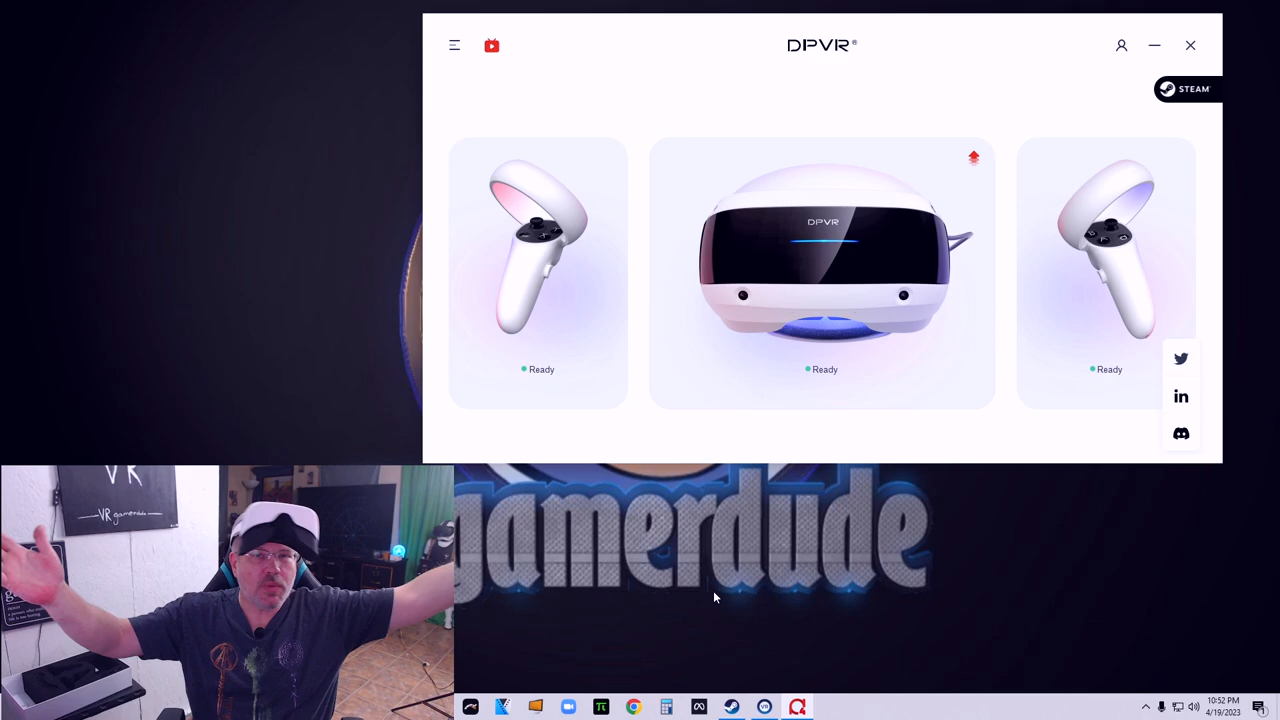 DPVR®
STEAM
DPVR
Ready
Ready
Ready
VR
VR gamerdude
gamerdude
10:52 PM
4/19/2023